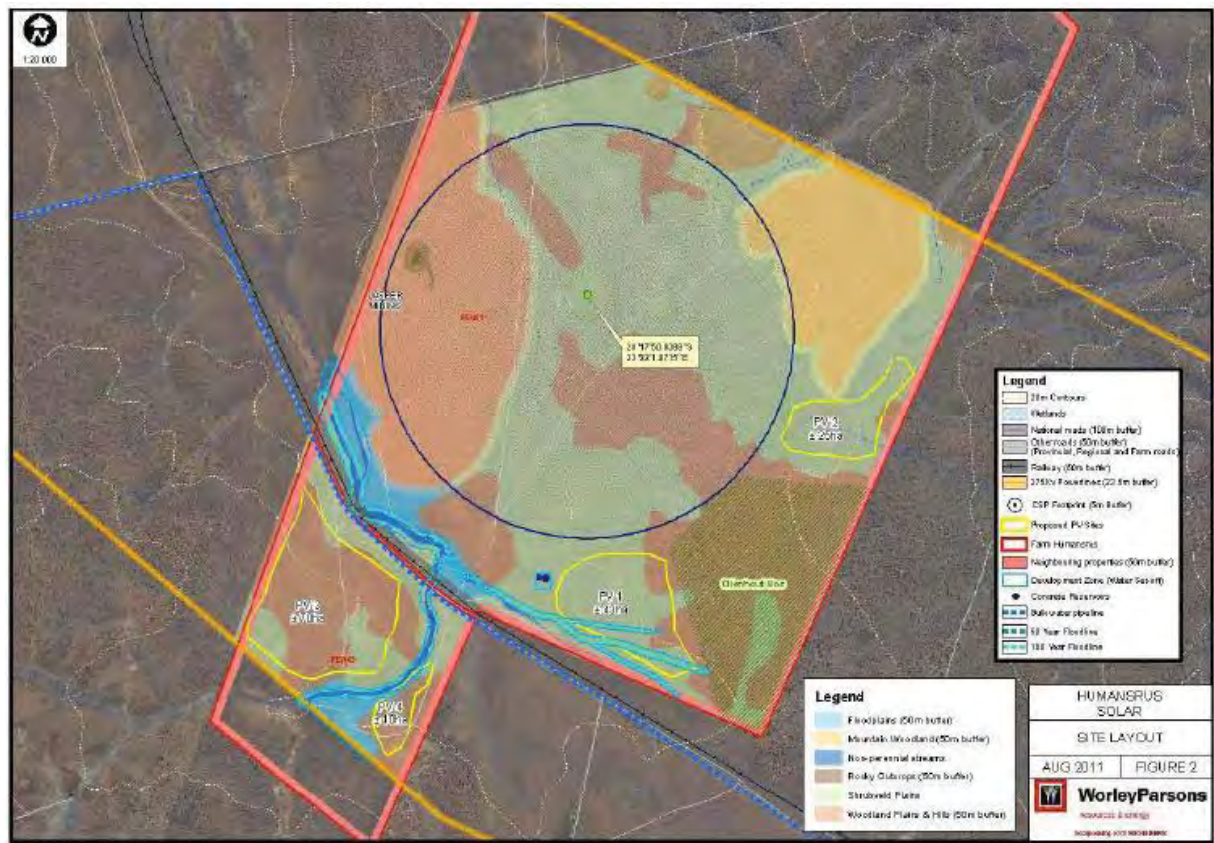 N
1:20 000
JASPER
MINING
PV 2
PV 1
PV 3
PV 4
Legend
20m Contours
Wetlands
National roads (100m buffer)
Other roads (50m buffer)
(Provincial, Regional and Farm roads)
Railway (50m buffer)
275kV Powerlines (22.5m buffer)
CSP Footprint (5m Buffer)
Proposed PV Sites
Farm Humansrus
Neighbouring properties (50m buffer)
Development Zone (Water Set-off)
Concrete Reservoirs
Bulk water pipeline
50 Year Floodline
100 Year Floodline
Legend
Floodplains (50m buffer)
Mountain Woodland (50m buffer)
Non-perennial streams
Rocky Outcrops (50m buffer)
Shrubveld Plains
Woodland Plains & Hills (50m buffer)
HUMANSRUS
SOLAR
SITE LAYOUT
AUG 2011
FIGURE 2
WorleyParsons
resources & energy